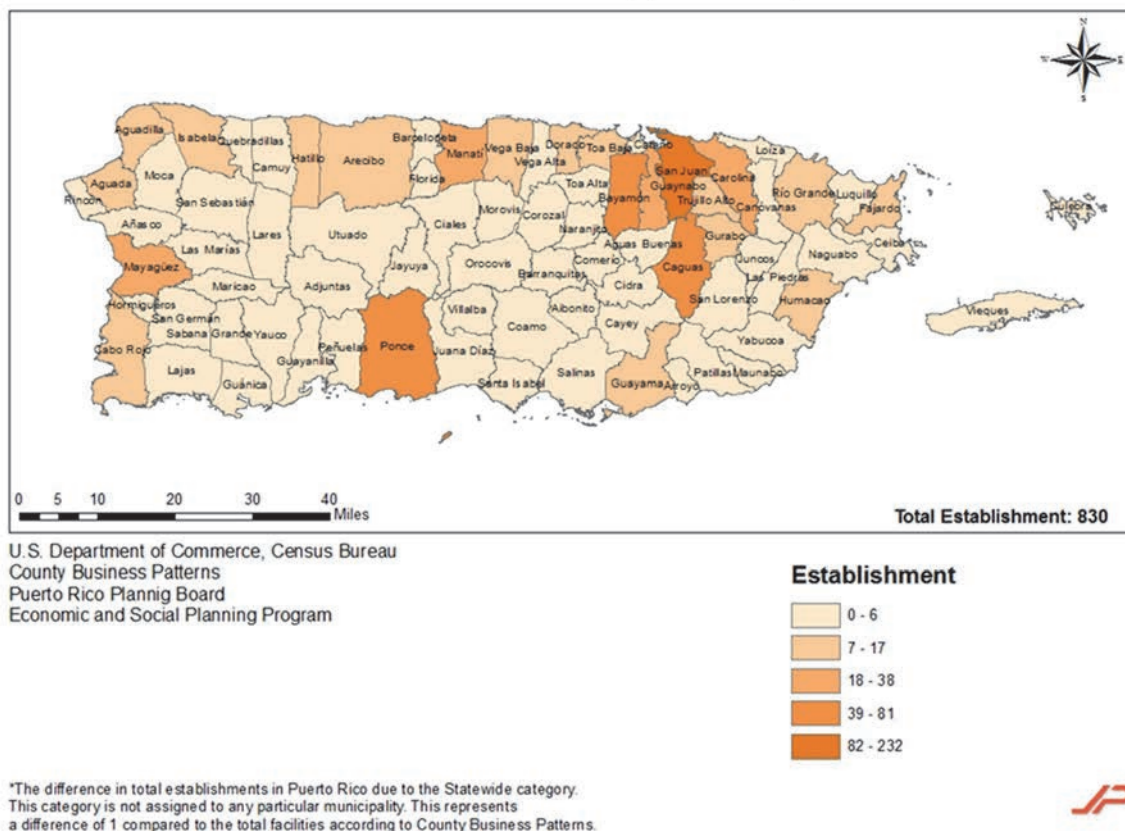 N
W E
S
Aguadilla
Isabela
Quebradillas
Camuy
Hatillo
Arecibo
Barceloneta
Manatí
Vega Baja
Vega Alta
Dorado
Toa Baja
Cataño
San Juan
Loíza
Carolina
Aguada
Moca
Florida
Toa Alta
Bayamón
Guaynabo
Trujillo Alto
Canóvanas
Río Grande
Luquillo
Fajardo
Culebra
Rincón
San Sebastián
Ciales
Morovis
Corozal
Naranjito
Añasco
Lares
Utuado
Aguas Buenas
Gurabo
Ceiba
Las Marías
Mayagüez
Jayuya
Orocovis
Barranquitas
Comerio
Caguas
Juncos
Naguabo
Las Piedras
Maricao
Adjuntas
Cidra
San Lorenzo
Humacao
Hormigueros
San Germán
Villalba
Aibonito
Vieques
Sabana Grande
Yauco
Coamo
Cayey
Cabo Rojo
Peñuelas
Ponce
Juana Díaz
Yabucoa
Guayanilla
Lajas
Guánica
Santa Isabel
Salinas
Guayama
Arroyo
Patillas
Maunabo
0 5 10 20 30 40
Miles
Total Establishment: 830
U.S. Department of Commerce, Census Bureau
County Business Patterns
Puerto Rico Plannig Board
Economic and Social Planning Program
Establishment
0 - 6
7 - 17
18 - 38
39 - 81
82 - 232
*The difference in total establishments in Puerto Rico due to the Statewide category.
This category is not assigned to any particular municipality. This represents
a difference of 1 compared to the total facilities according to County Business Patterns.